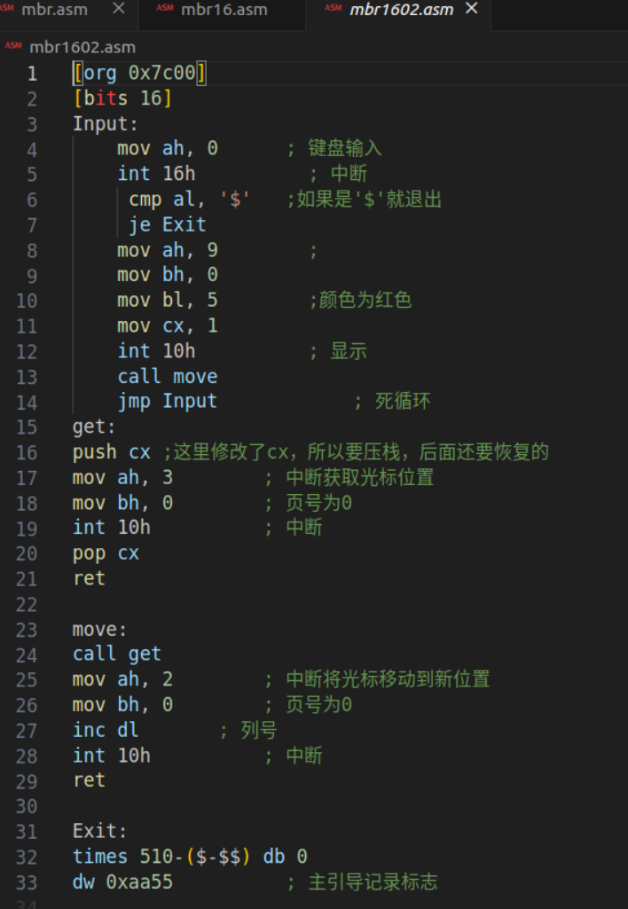 ASM mbr.asm × ASM mbr16.asm ASM mbr1602.asm ×
ASM mbr1602.asm
1 [org 0x7c00]
2 [bits 16]
3 Input:
4 mov ah, 0 ; 键盘输入
5 int 16h ; 中断
6 cmp al, '$' ;如果是'$'就退出
7 je Exit
8 mov ah, 9 ;
9 mov bh, 0
10 mov bl, 5 ;颜色为红色
11 mov cx, 1
12 int 10h ; 显示
13 call move
14 jmp Input ; 死循环
15 get:
16 push cx ;这里修改了cx，所以要压栈，后面还要恢复的
17 mov ah, 3 ; 中断获取光标位置
18 mov bh, 0 ; 页号为0
19 int 10h ; 中断
20 pop cx
21 ret
22
23 move:
24 call get
25 mov ah, 2 ; 中断将光标移动到新位置
26 mov bh, 0 ; 页号为0
27 inc dl ; 列号
28 int 10h ; 中断
29 ret
30
31 Exit:
32 times 510-($-$$) db 0
33 dw 0xaa55 ; 主引导记录标志
34